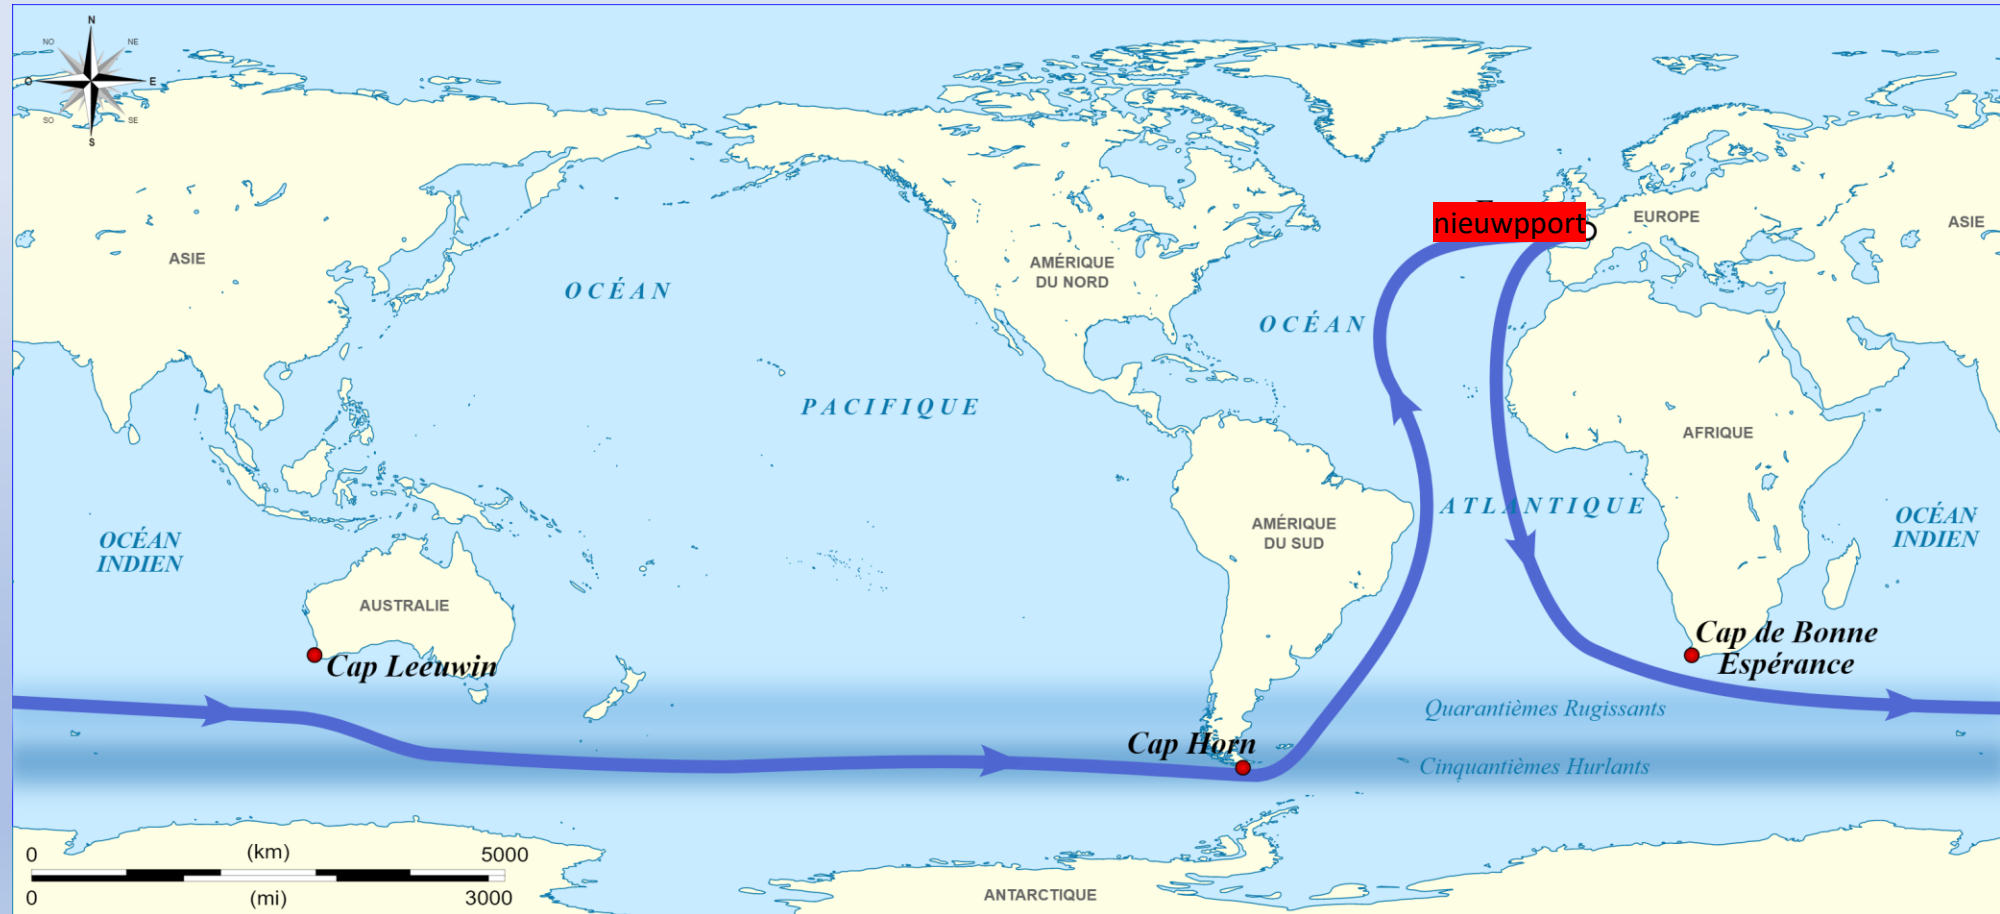 N
NO
NE
O
E
SO
SE
S
nieuwpport
EUROPE
ASIE
ASIE
AMÉRIQUE
DU NORD
OCÉAN
OCÉAN
PACIFIQUE
AFRIQUE
ATLANTIQUE
AMÉRIQUE
DU SUD
OCÉAN
INDIEN
OCÉAN
INDIEN
AUSTRALIE
Cap Leeuwin
Cap de Bonne
Espérance
Quarantièmes Rugissants
Cap Horn
Cinquantièmes Hurlants
0 (km) 5000
0 (mi) 3000
ANTARCTIQUE